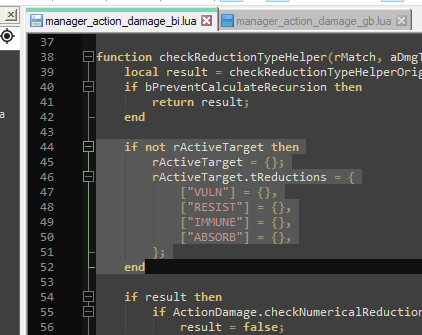 manager_action_damage_bi.lua manager_action_damage_gb.lua
37
38 function checkReductionTypeHelper(rMatch, aDmgT
39 local result = checkReductionTypeHelperOrig
40 if bPreventCalculateRecursion then
41 return result;
42 end
43
44 if not rActiveTarget then
45 rActiveTarget = {};
46 rActiveTarget.tReductions = {
47 ["VULN"] = {},
48 ["RESIST"] = {},
49 ["IMMUNE"] = {},
50 ["ABSORB"] = {},
51 };
52 end
53
54 if result then
55 if ActionDamage.checkNumericalReduction
56 result = false;
a